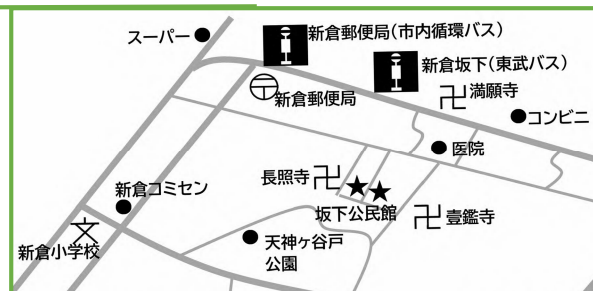 スーパー
新倉郵便局(市内循環バス)
新倉坂下(東武バス)
新倉郵便局
満願寺
コンビニ
医院
長照寺
新倉コミセン
坂下公民館
壹鑑寺
新倉小学校
天神ヶ谷戸
公園